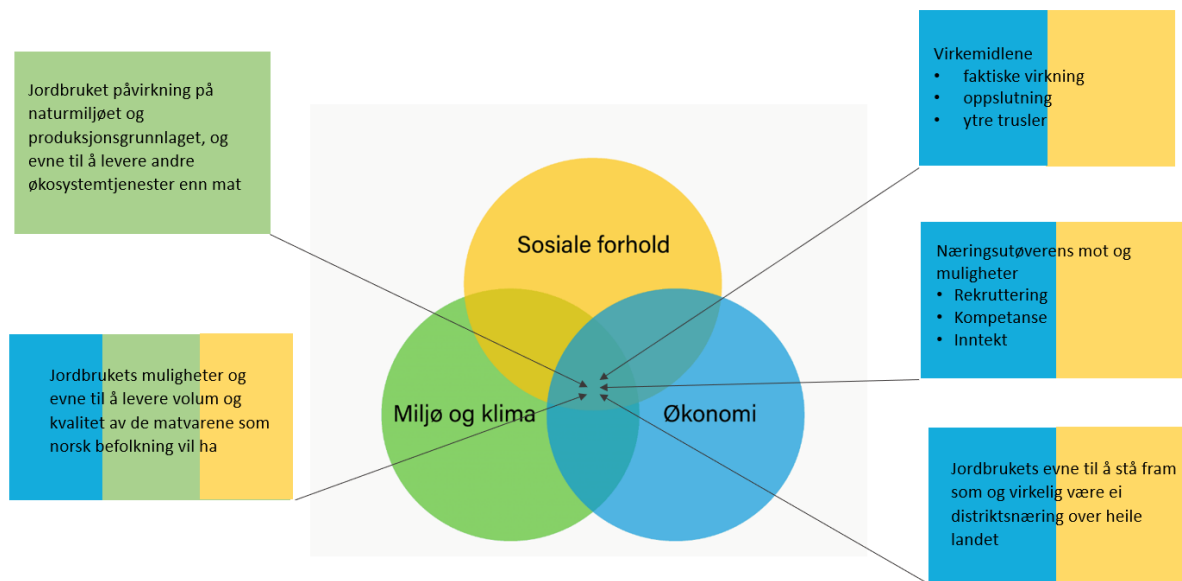 Jordbruket påvirkning på
naturmiljøet og
produksjonsgrunnlaget, og
evne til å levere andre
økosystemtjenester enn mat
Virkemidlene
• faktiske virkning
• oppslutning
• ytre trusler
Sosiale forhold
Næringsutøverens mot og
muligheter
• Rekruttering
• Kompetanse
• Inntekt
Jordbrukets muligheter og
evne til å levere volum og
kvalitet av de matvarene som
norsk befolkning vil ha
Miljø og klima
Økonomi
Jordbrukets evne til å stå fram
som og virkelig være ei
distriktsnæring over heile
landet